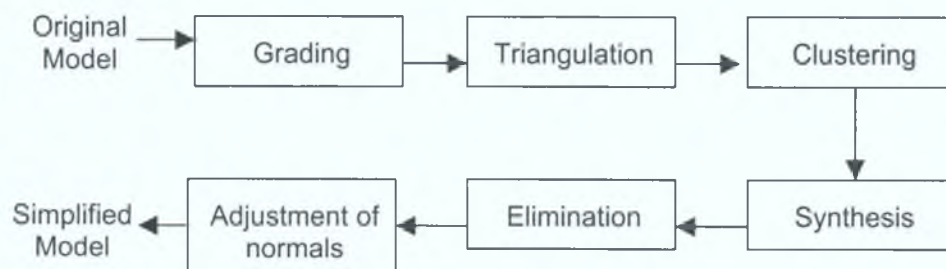 Original
Model
Grading
Triangulation
Clustering
Synthesis
Elimination
Adjustment of
normals
Simplified
Model